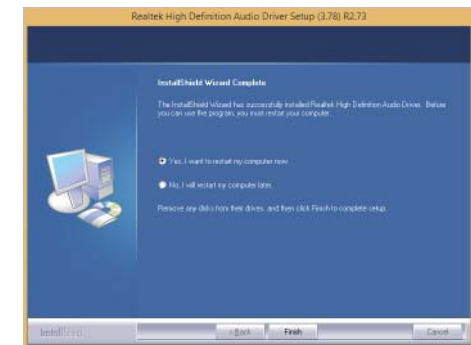 Realtek High Definition Audio Driver Setup (3.78) R2.73
InstallShield Wizard Complete
The InstallShield Wizard has successfully installed Realtek High Definition Audio Driver. Before
you can use the program, you must restart your computer.
Yes, I want to restart my computer now.
No, I will restart my computer later.
Remove any disks from their drives, and then click Finish to complete setup.
InstallShield
< Back
Finish
Cancel